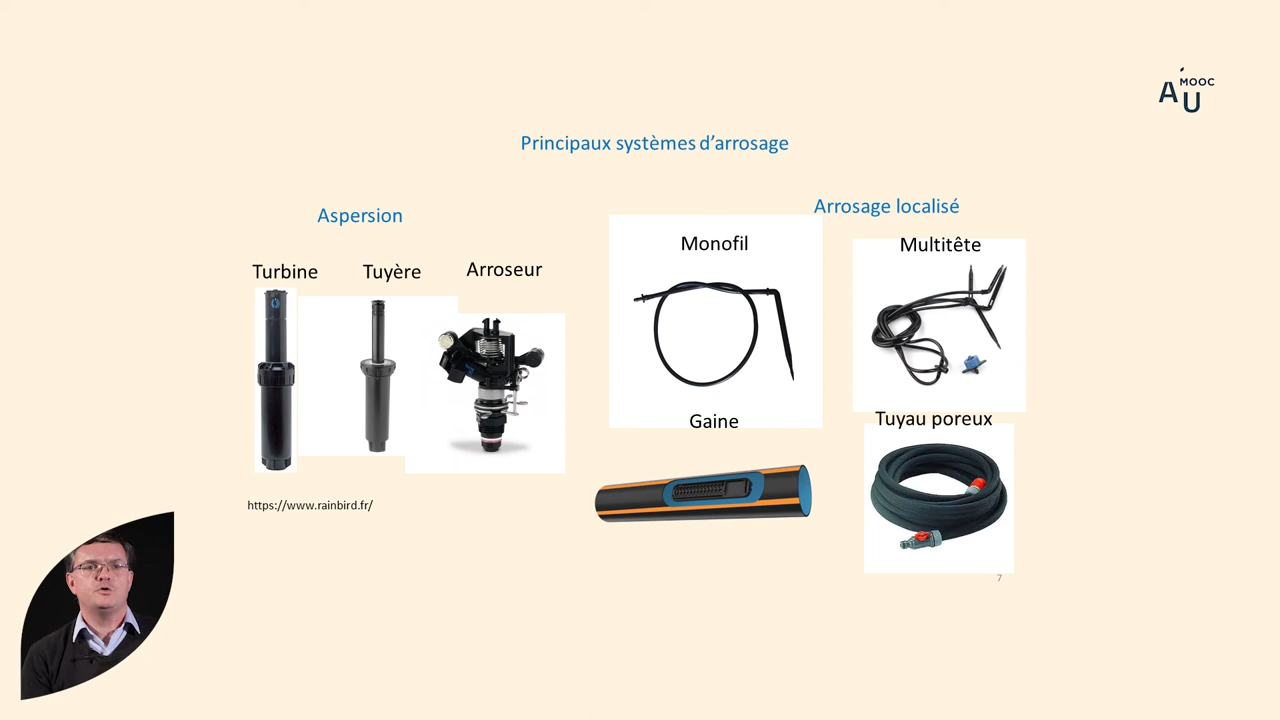 MOOC
A U
Principaux systèmes d'arrosage
Aspersion
Arrosage localisé
Turbine
Tuyère
Arroseur
Monofil
Multitête
Gaine
Tuyau poreux
https://www.rainbird.fr/
7